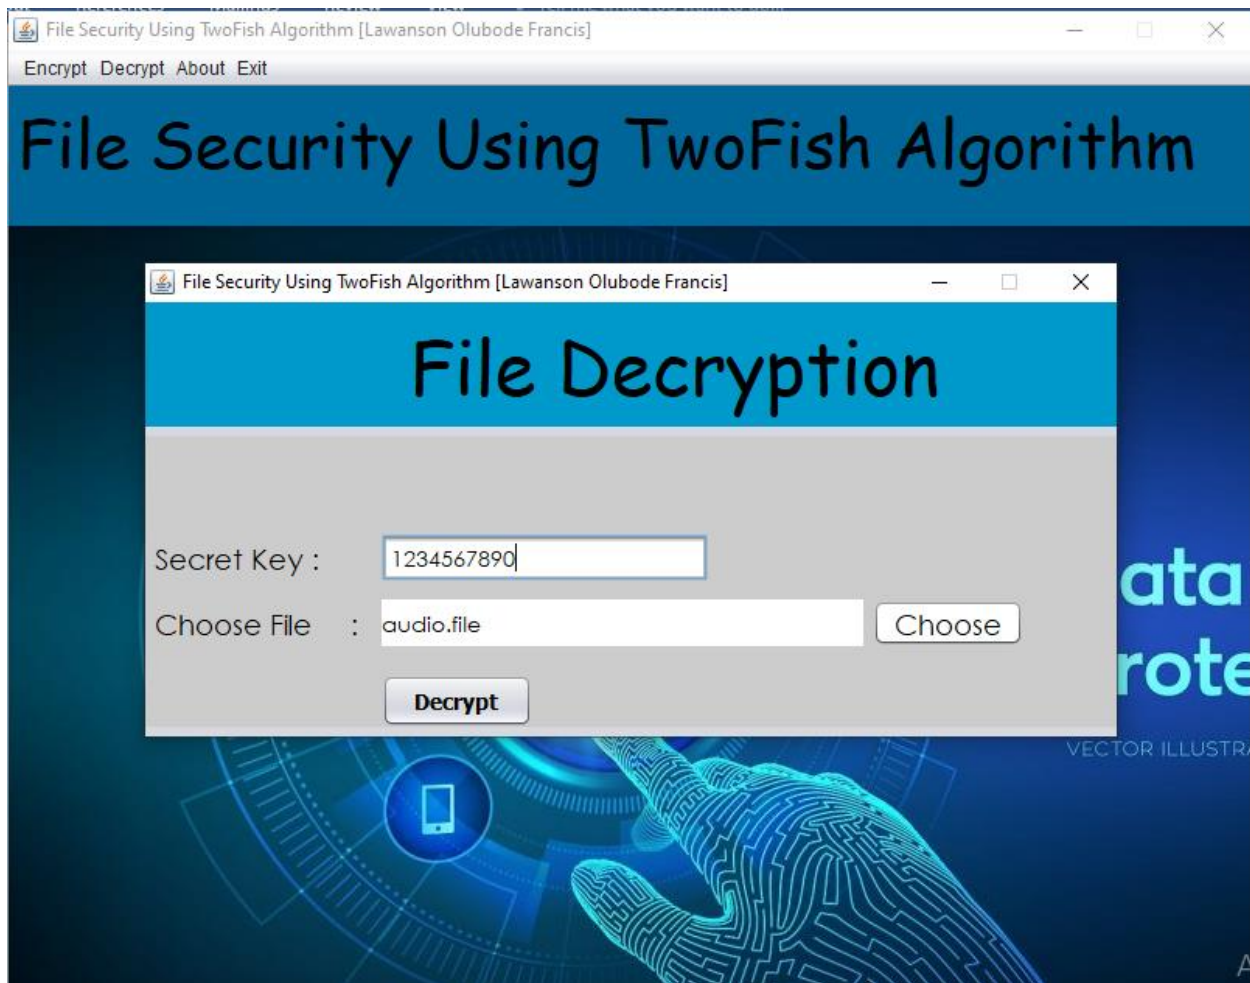 File Security Using TwoFish Algorithm [Lawanson Olubode Francis]
Encrypt Decrypt About Exit
File Security Using TwoFish Algorithm
File Security Using TwoFish Algorithm [Lawanson Olubode Francis]
File Decryption
Secret Key : 1234567890
Choose File : audio.file Choose
Decrypt
ata
rote
VECTOR ILLUSTRA